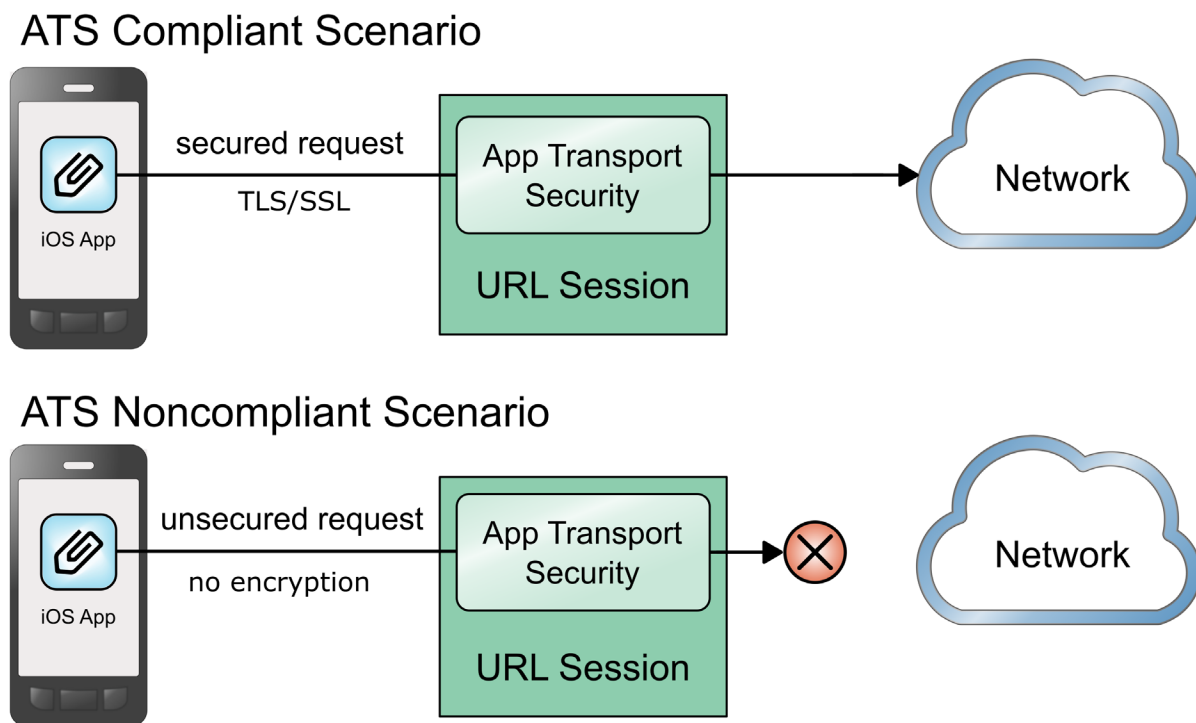 ATS Compliant Scenario
secured request
TLS/SSL
iOS App
App Transport
Security
URL Session
Network
ATS Noncompliant Scenario
unsecured request
no encryption
iOS App
App Transport
Security
URL Session
Network